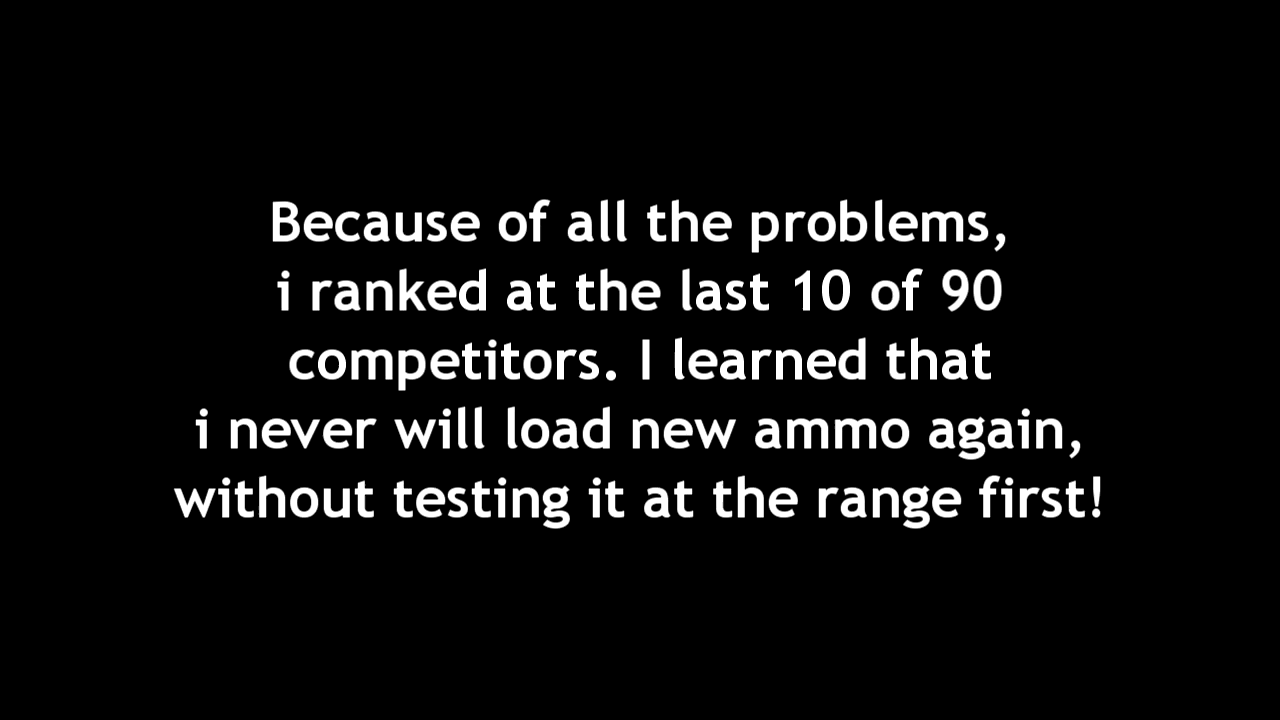 Because of all the problems,
i ranked at the last 10 of 90
competitors. I learned that
i never will load new ammo again,
without testing it at the range first!